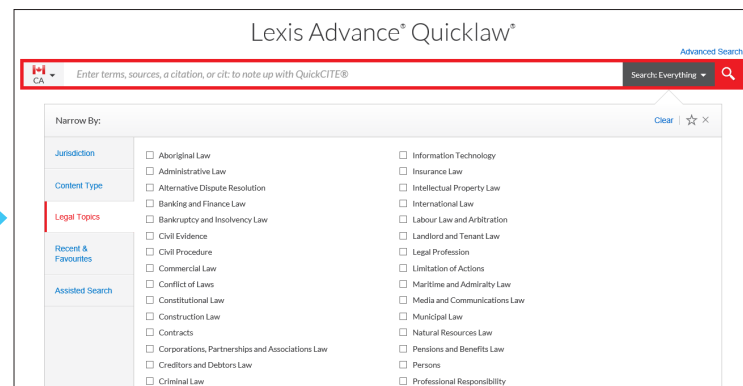 Lexis Advance® Quicklaw®
Advanced Search
CA
Enter terms, sources, a citation, or cit: to note up with QuickCITE®
Search: Everything
Narrow By:
Clear
Jurisdiction
Content Type
Legal Topics
Recent &
Favourites
Assisted Search
Aboriginal Law
Administrative Law
Alternative Dispute Resolution
Banking and Finance Law
Bankruptcy and Insolvency Law
Civil Evidence
Civil Procedure
Commercial Law
Conflict of Laws
Constitutional Law
Construction Law
Contracts
Corporations, Partnerships and Associations Law
Creditors and Debtors Law
Criminal Law
Information Technology
Insurance Law
Intellectual Property Law
International Law
Labour Law and Arbitration
Landlord and Tenant Law
Legal Profession
Limitation of Actions
Maritime and Admiralty Law
Media and Communications Law
Municipal Law
Natural Resources Law
Pensions and Benefits Law
Persons
Professional Responsibility